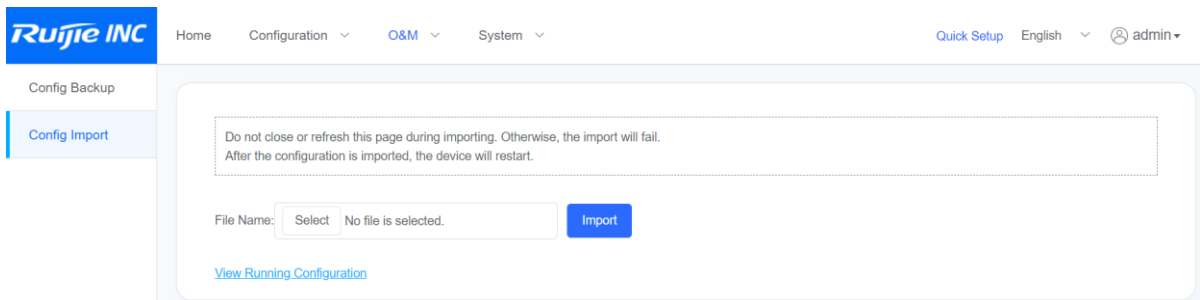 Ruijie INC Home Configuration O&M System Quick Setup English admin
Config Backup
Config Import
Do not close or refresh this page during importing. Otherwise, the import will fail.
After the configuration is imported, the device will restart.
File Name: Select No file is selected. Import
View Running Configuration